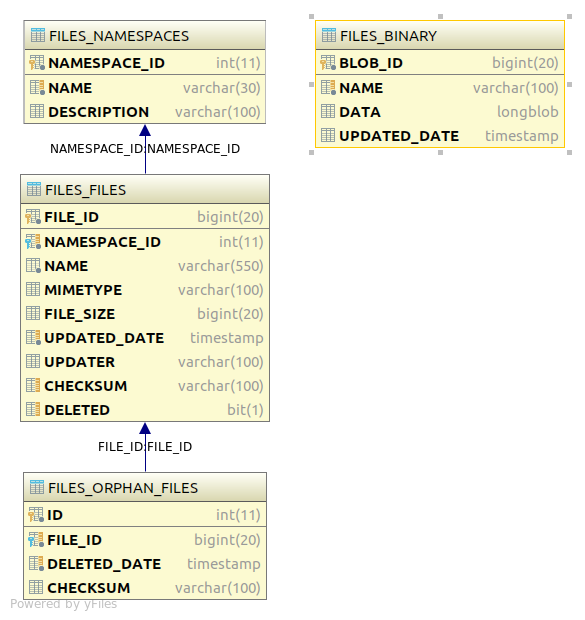 FILES_NAMESPACES
NAMESPACE_ID int(11)
NAME varchar(30)
DESCRIPTION varchar(100)
FILES_BINARY
BLOB_ID bigint(20)
NAME varchar(100)
DATA longblob
UPDATED_DATE timestamp
NAMESPACE_ID:NAMESPACE_ID
FILES_FILES
FILE_ID bigint(20)
NAMESPACE_ID int(11)
NAME varchar(550)
MIMETYPE varchar(100)
FILE_SIZE bigint(20)
UPDATED_DATE timestamp
UPDATER varchar(100)
CHECKSUM varchar(100)
DELETED bit(1)
FILE_ID:FILE_ID
FILES_ORPHAN_FILES
ID int(11)
FILE_ID bigint(20)
DELETED_DATE timestamp
CHECKSUM varchar(100)
Powered by yFiles